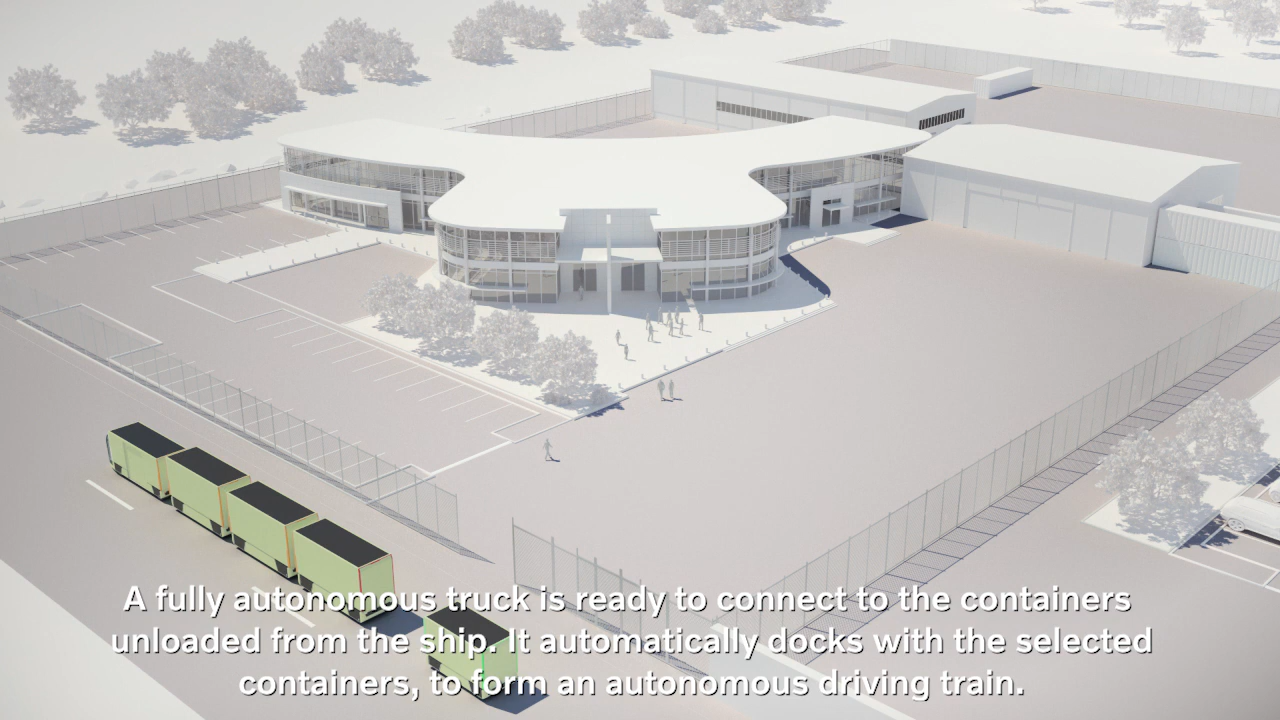 A fully autonomous truck is ready to connect to the containers
unloaded from the ship. It automatically docks with the selected
containers, to form an autonomous driving train.